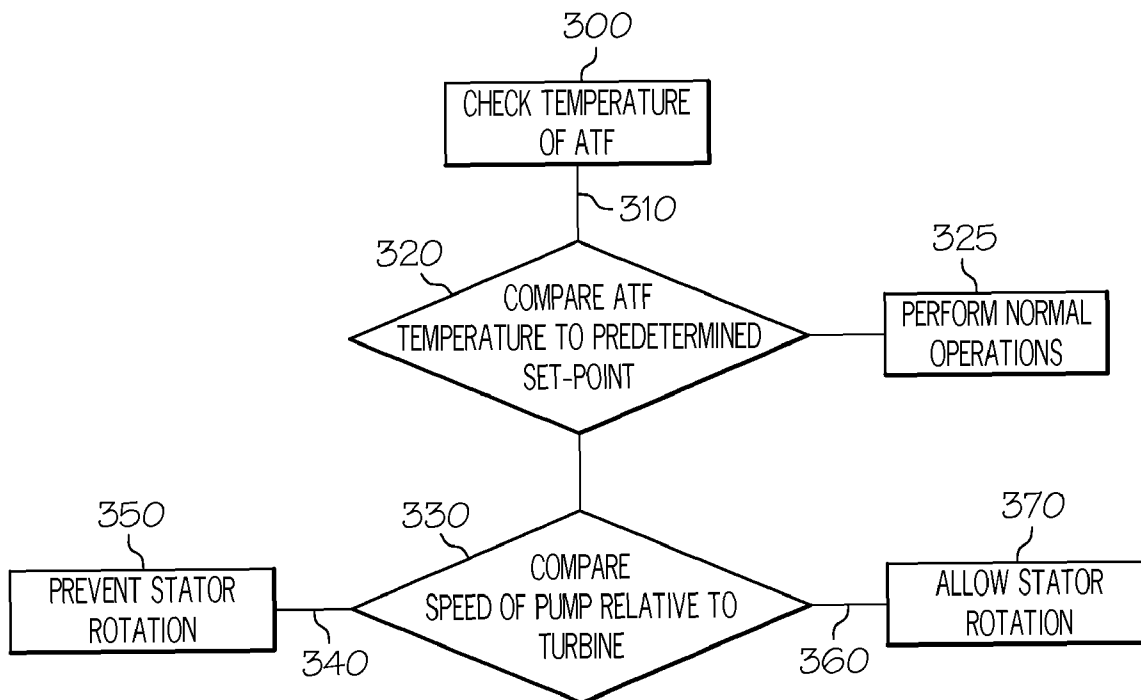 300
CHECK TEMPERATURE
OF ATF
310
320
COMPARE ATF
TEMPERATURE TO PREDETERMINED
SET-POINT
325
PERFORM NORMAL
OPERATIONS
350
PREVENT STATOR
ROTATION
340
330
COMPARE
SPEED OF PUMP RELATIVE TO
TURBINE
360
370
ALLOW STATOR
ROTATION